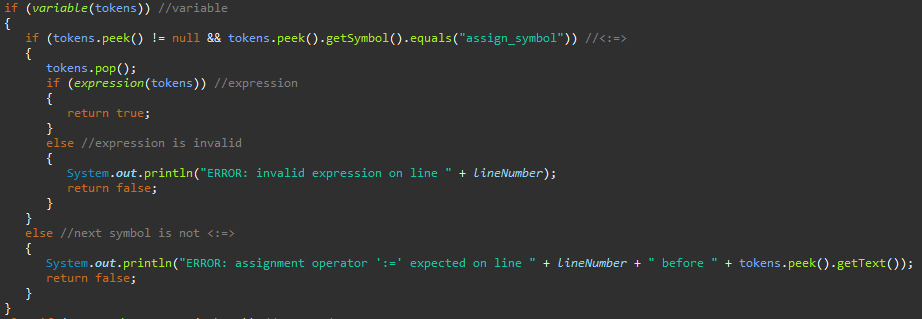 if (variable(tokens)) //variable
{
if (tokens.peek() != null && tokens.peek().getSymbol().equals("assign_symbol")) //<:=>
{
tokens.pop();
if (expression(tokens)) //expression
{
return true;
}
else //expression is invalid
{
System.out.println("ERROR: invalid expression on line " + lineNumber);
return false;
}
}
else //next symbol is not <:=>
{
System.out.println("ERROR: assignment operator ':=' expected on line " + lineNumber + " before " + tokens.peek().getText());
return false;
}
}